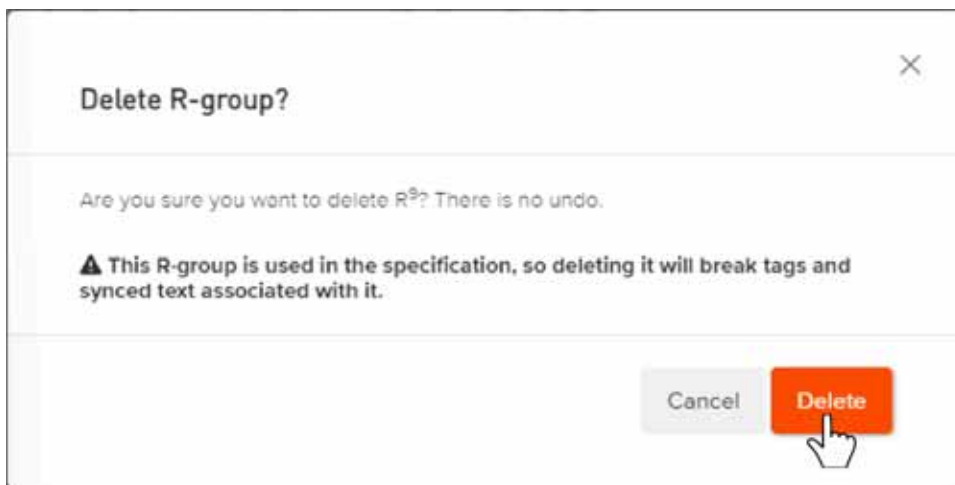 Delete R-group?
Are you sure you want to delete R⁹? There is no undo.
⚠ This R-group is used in the specification, so deleting it will break tags and
synced text associated with it.
Cancel
Delete